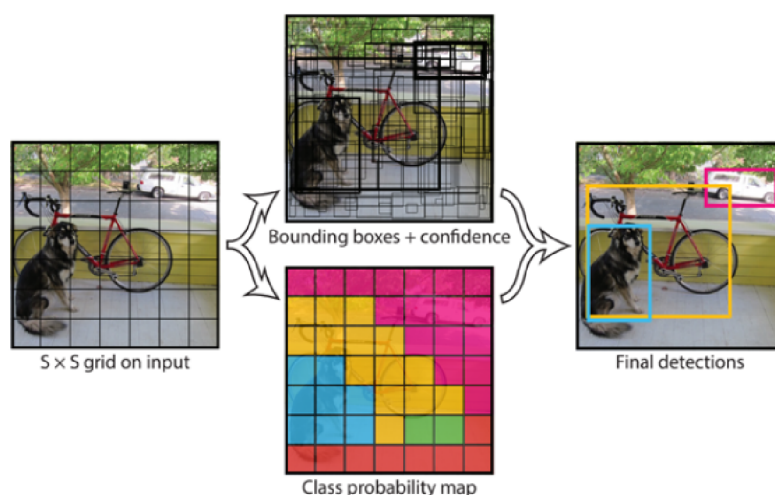 S × S grid on input
Bounding boxes + confidence
Class probability map
Final detections